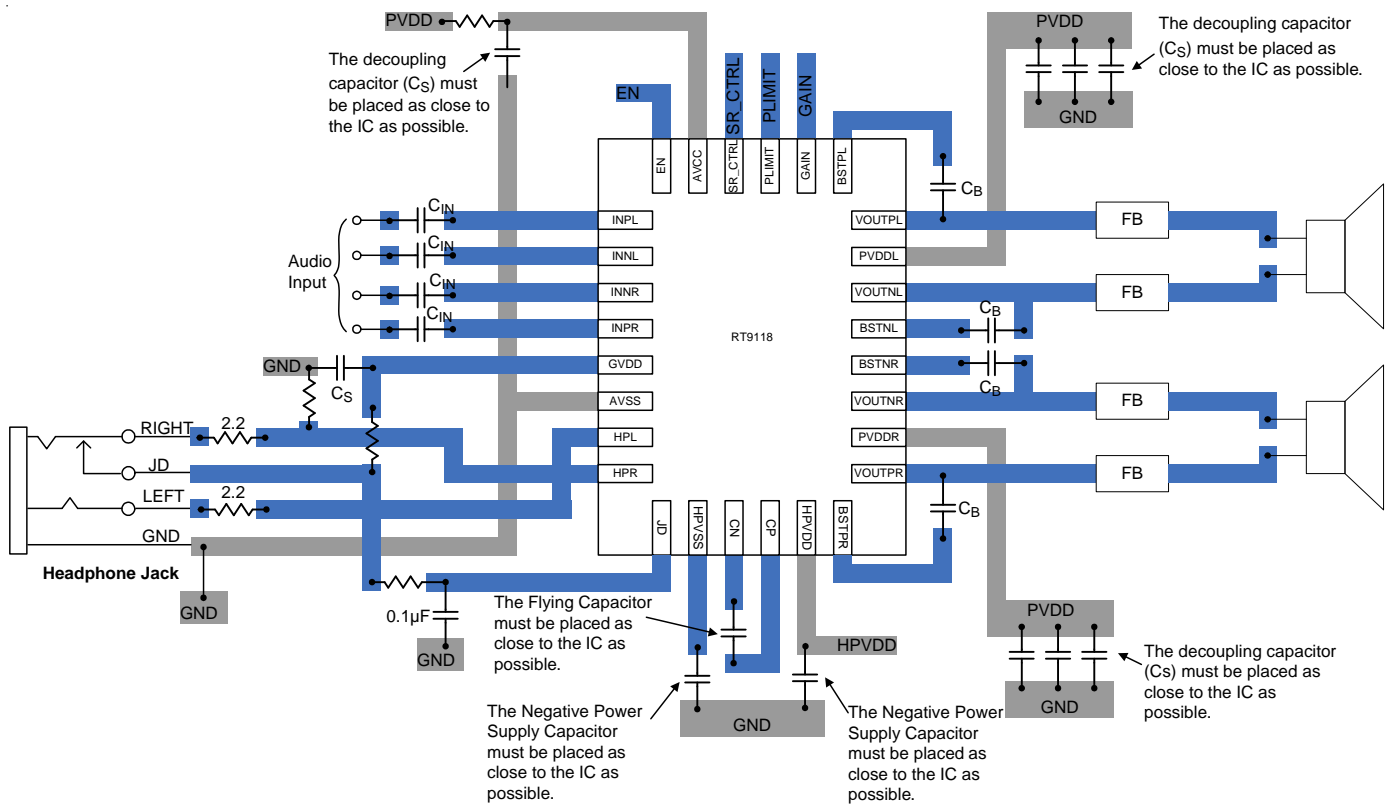 PVDD
The decoupling
capacitor (CS) must
be placed as close to
the IC as possible.
EN
SR_CTRL
PLIMIT
GAIN
PVDD
GND
The decoupling capacitor
(CS) must be placed as
close to the IC as possible.
EN
AVCC
SR_CTRL
PLIMIT
GAIN
BSTPL
CB
Audio
Input
CIN
CIN
CIN
CIN
INPL
INNL
INNR
INPR
GVDD
AVSS
HPL
HPR
RT9118
VOUTPL
PVDDL
VOUTNL
BSTNL
BSTNR
VOUTNR
PVDDR
VOUTPR
FB
FB
CB
CB
FB
FB
CB
GND
CS
RIGHT
2.2
JD
LEFT
2.2
GND
Headphone Jack
GND
JD
HPVSS
CN
CP
HPVDD
BSTPR
0.1µF
GND
The Flying Capacitor
must be placed as
close to the IC as
possible.
HPVDD
GND
The Negative Power
Supply Capacitor
must be placed as
close to the IC as
possible.
The Negative Power
Supply Capacitor
must be placed as
close to the IC as
possible.
PVDD
GND
The decoupling capacitor
(Cs) must be placed as
close to the IC as
possible.